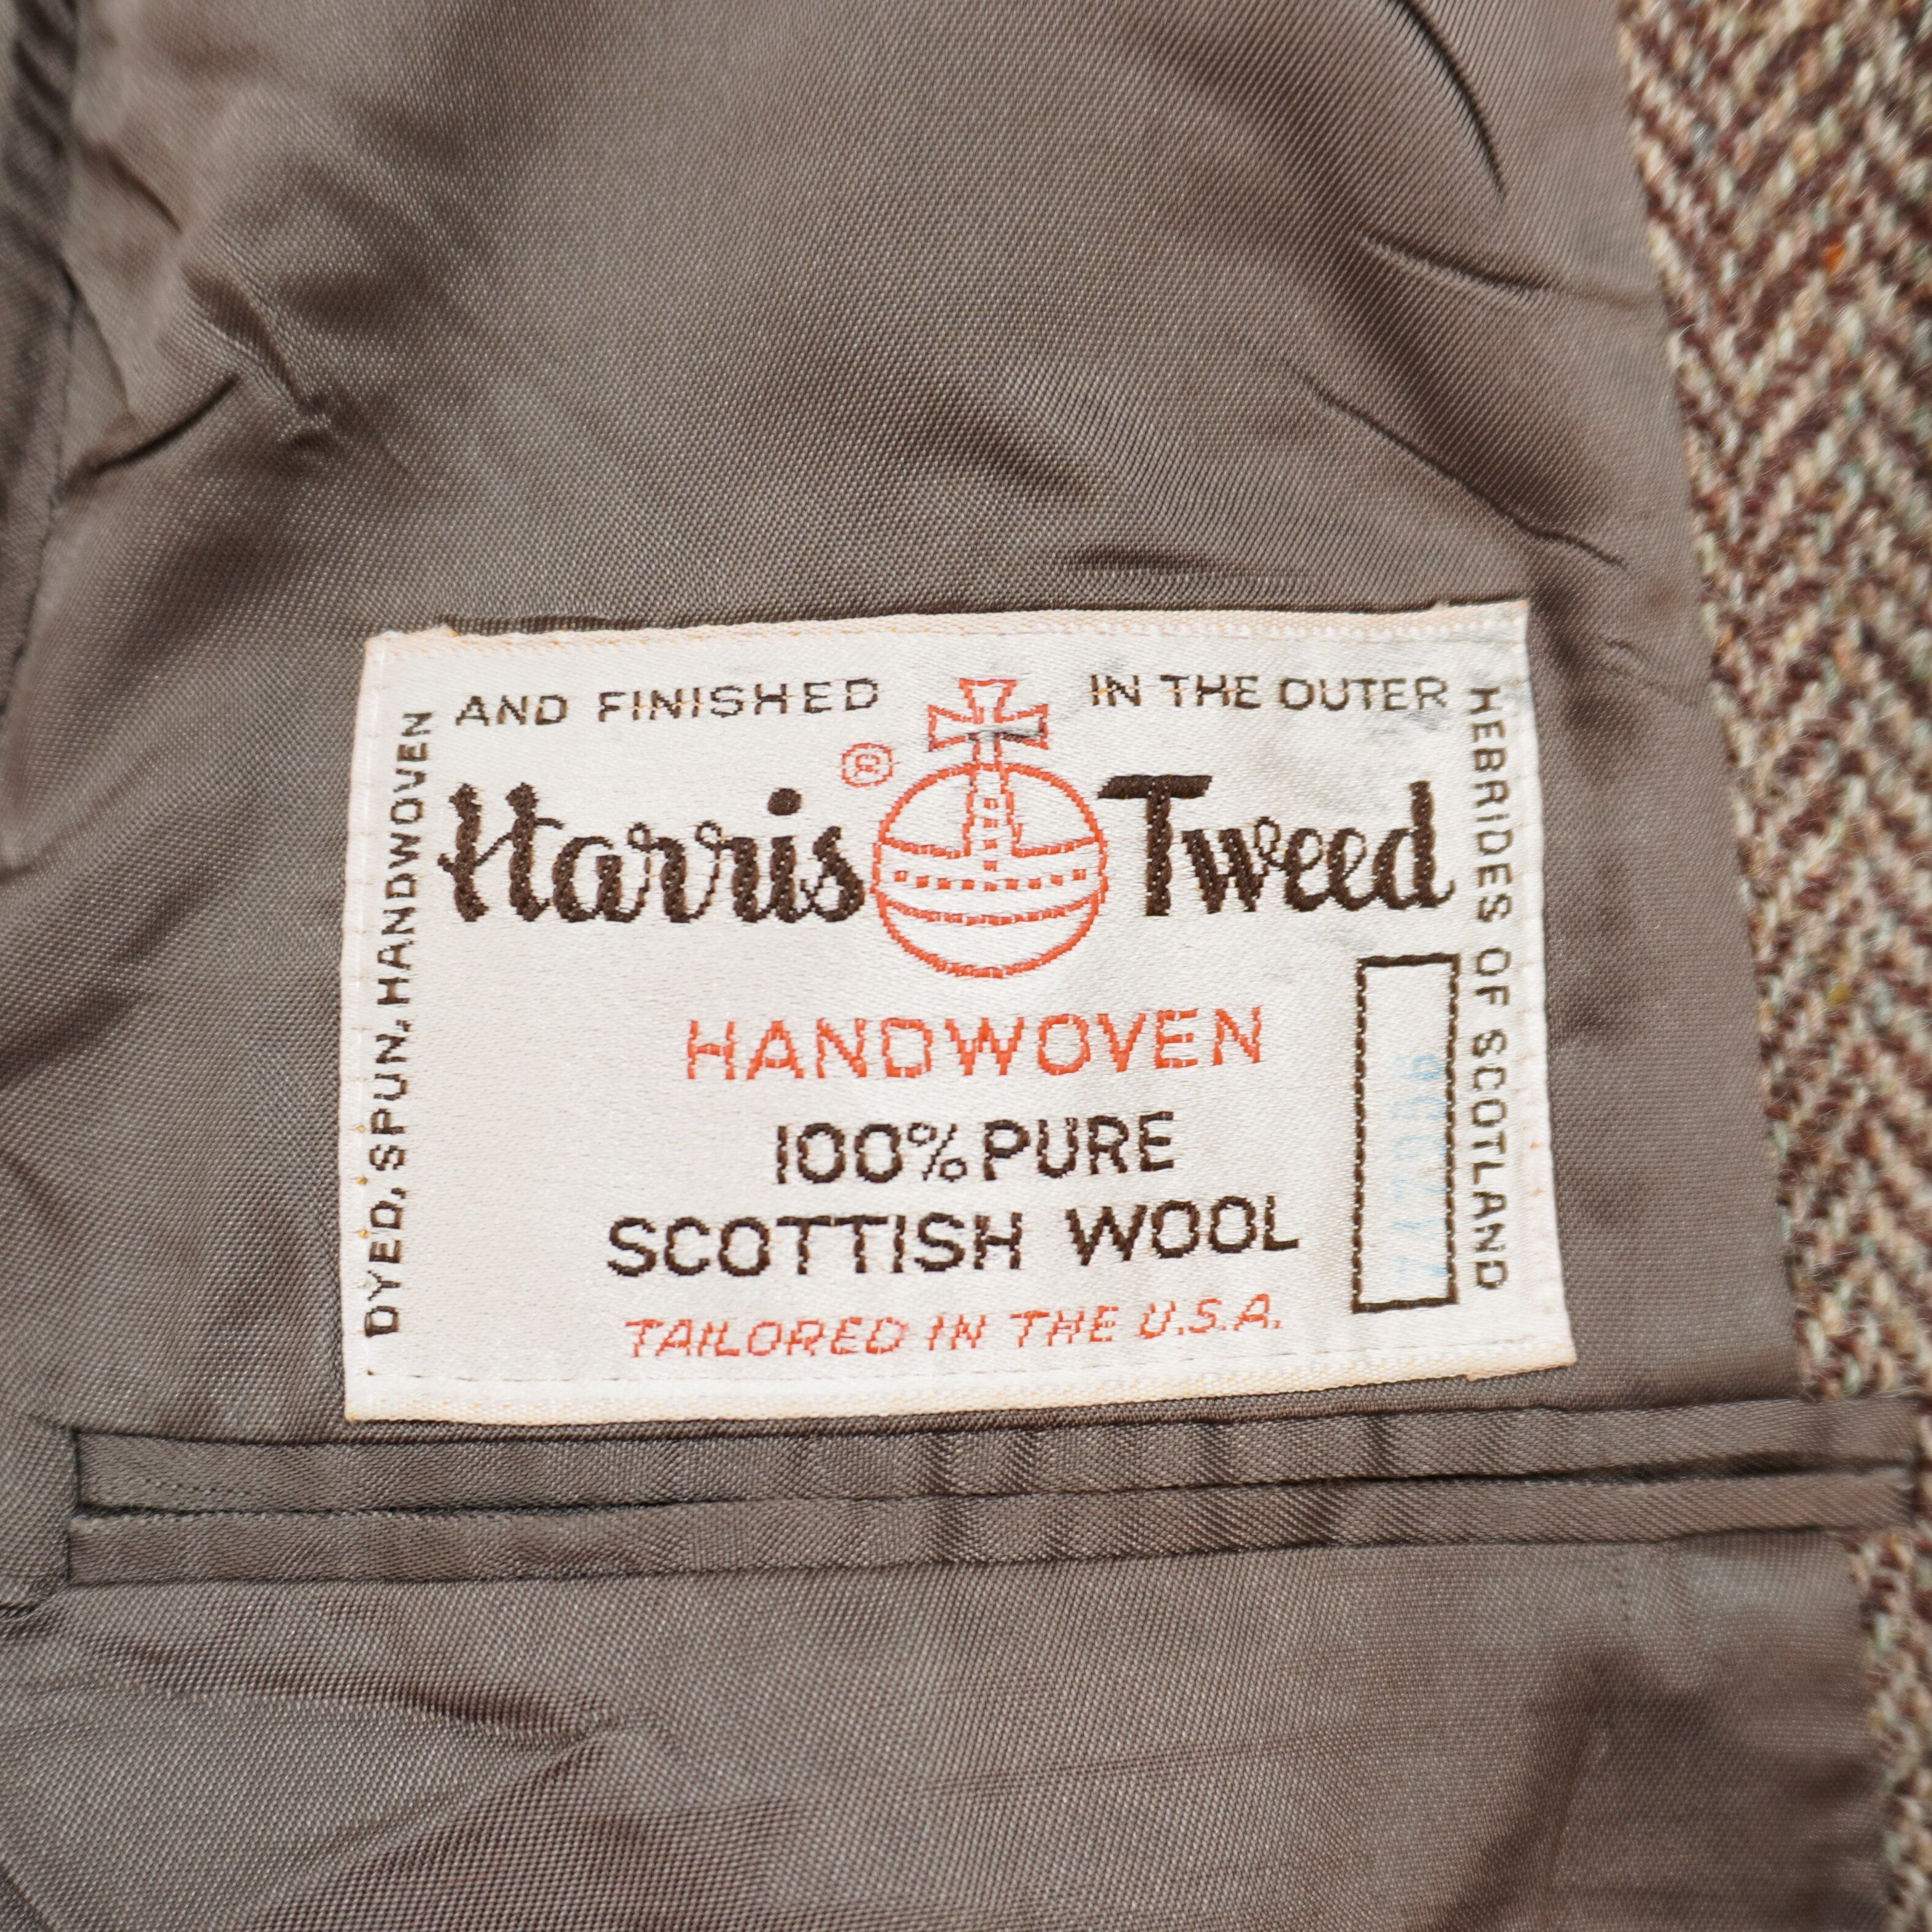 DYED, SPUN, HANDWOVEN
AND FINISHED IN THE OUTER
HEBRIDES OF SCOTLAND
Harris ® Tweed
HANDWOVEN
100% PURE
SCOTTISH WOOL
TAILORED IN THE U.S.A.